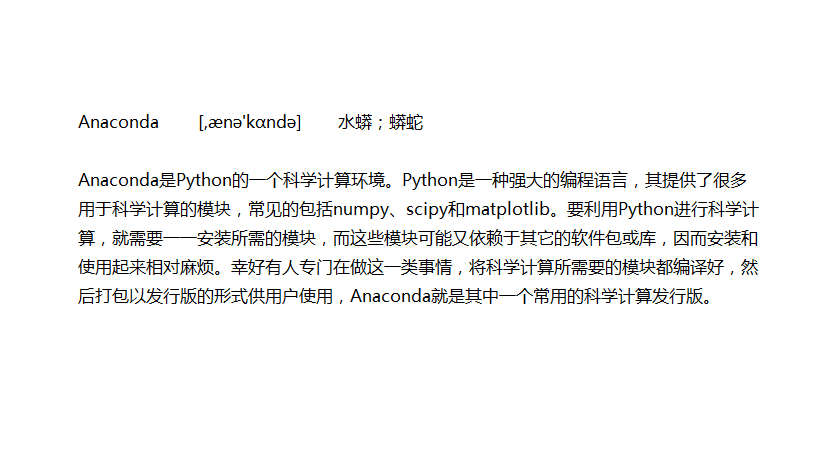 Anaconda [ˌænə'kɑndə] 水蟒；蟒蛇
Anaconda是Python的一个科学计算环境。Python是一种强大的编程语言，其提供了很多
用于科学计算的模块，常见的包括numpy、scipy和matplotlib。要利用Python进行科学计
算，就需要一一安装所需的模块，而这些模块可能又依赖于其它的软件包或库，因而安装和
使用起来相对麻烦。幸好有人专门在做这一类事情，将科学计算所需要的模块都编译好，然
后打包以发行版的形式供用户使用，Anaconda就是其中一个常用的科学计算发行版。